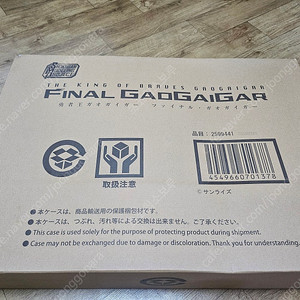 THE KING OF BRAVES GAOGAIGAR
FINAL GAOGAIGAR
勇者王ガオガイガー ファイナル・ガオガイガー
品番：2599441
4549660701378
取扱注意
©サンライズ
●本ケースは、商品輸送用の保護梱包材です。
●本ケースの、つぶれ、汚れ等による交換は出来ません。ご了承ください。
●This case is used solely for the purpose of protecting product during shipment.
●Case may not be exchanged due to damage or discoloration. Thank you for understanding.